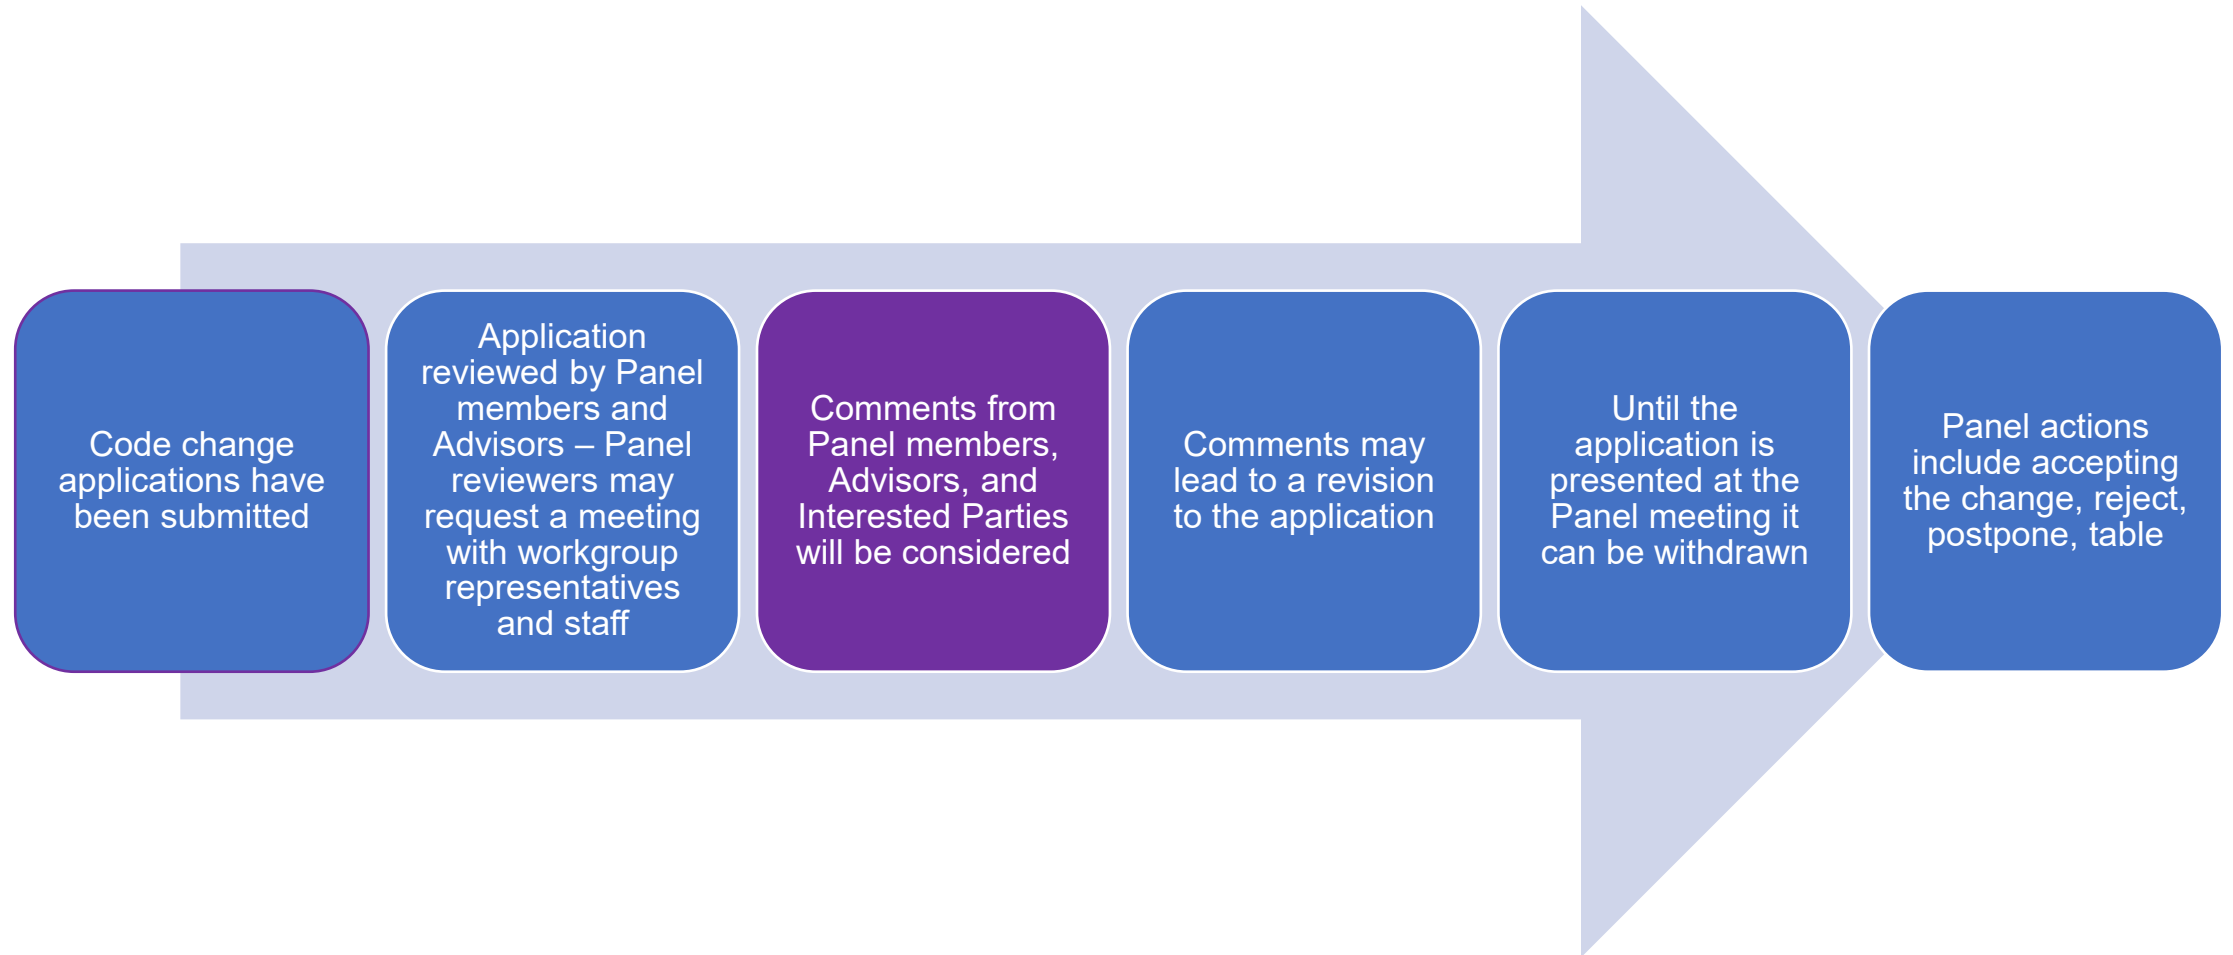 Code change
applications have
been submitted
Application
reviewed by Panel
members and
Advisors – Panel
reviewers may
request a meeting
with workgroup
representatives
and staff
Comments from
Panel members,
Advisors, and
Interested Parties
will be considered
Comments may
lead to a revision
to the application
Until the
application is
presented at the
Panel meeting it
can be withdrawn
Panel actions
include accepting
the change, reject,
postpone, table